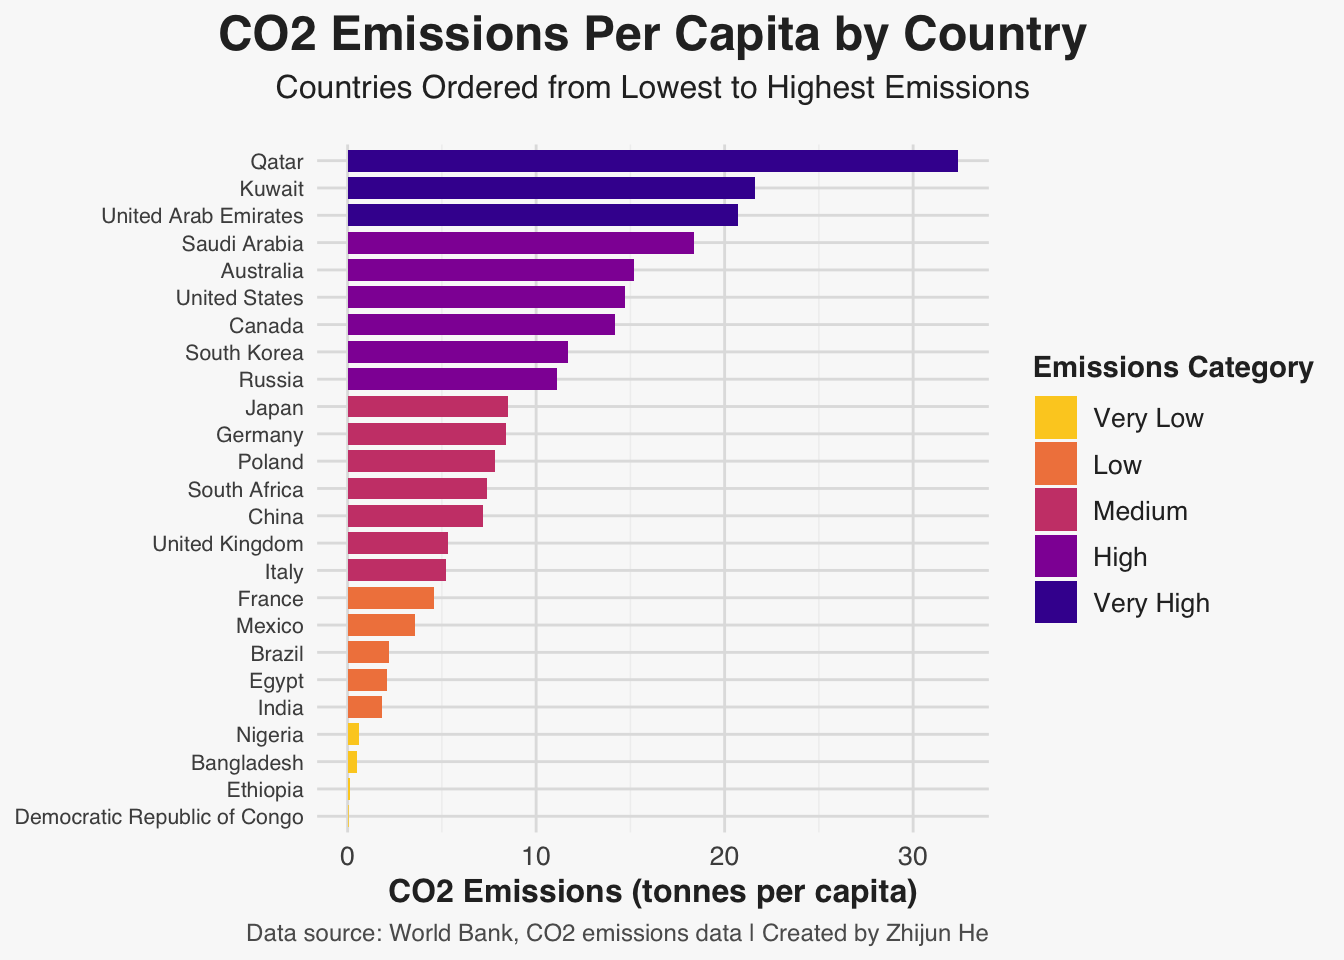 CO2 Emissions Per Capita by Country
Countries Ordered from Lowest to Highest Emissions
Qatar
Kuwait
United Arab Emirates
Saudi Arabia
Australia
United States
Canada
South Korea
Russia
Japan
Germany
Poland
South Africa
China
United Kingdom
Italy
France
Mexico
Brazil
Egypt
India
Nigeria
Bangladesh
Ethiopia
Democratic Republic of Congo
0 10 20 30
CO2 Emissions (tonnes per capita)
Emissions Category
Very Low
Low
Medium
High
Very High
Data source: World Bank, CO2 emissions data | Created by Zhijun He